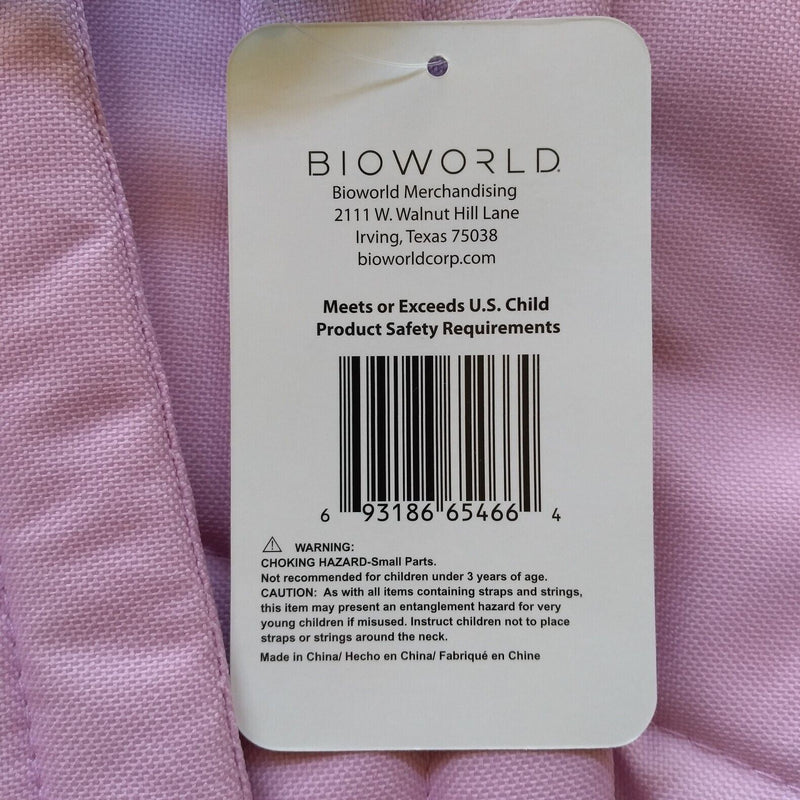 BIOWORLD.
Bioworld Merchandising
2111 W. Walnut Hill Lane
Irving, Texas 75038
bioworldcorp.com
Meets or Exceeds U.S. Child
Product Safety Requirements
6 93186 65466 4
WARNING:
CHOKING HAZARD-Small Parts.
Not recommended for children under 3 years of age.
CAUTION: As with all items containing straps and strings,
this item may present an entanglement hazard for very
young children if misused. Instruct children not to place
straps or strings around the neck.
Made in China/ Hecho en China/ Fabriqué en Chine